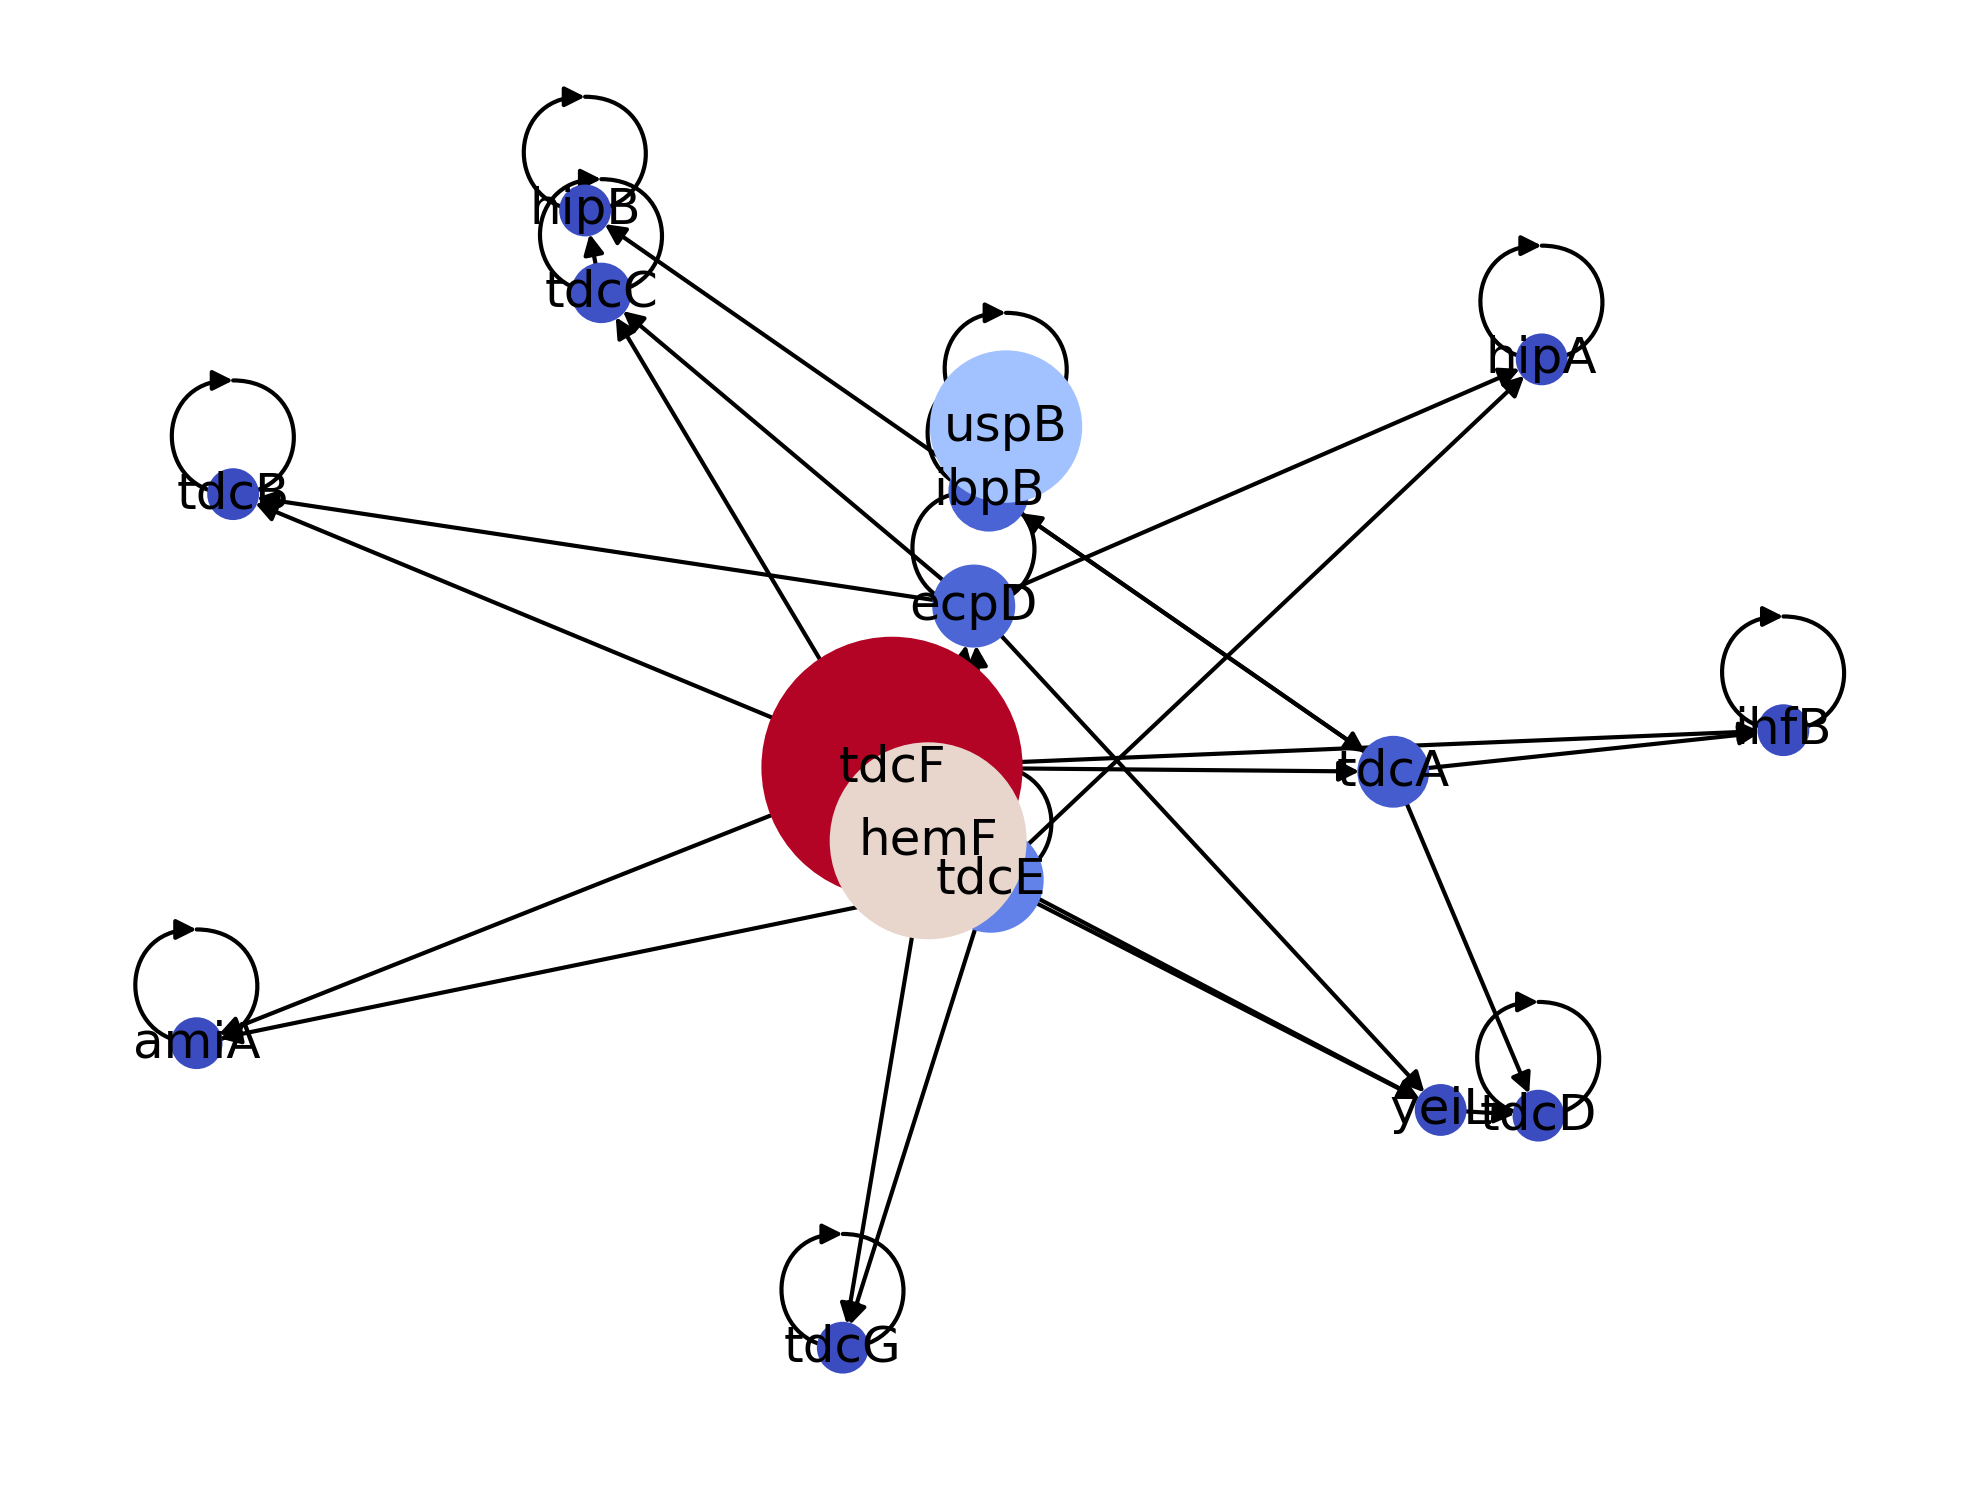 hipB
tdcC
hipA
uspB
tdcB
ibpB
ecpD
ihfB
tdcF
tdcA
hemF
tdcE
amiA
yeiL
tdcD
tdcG